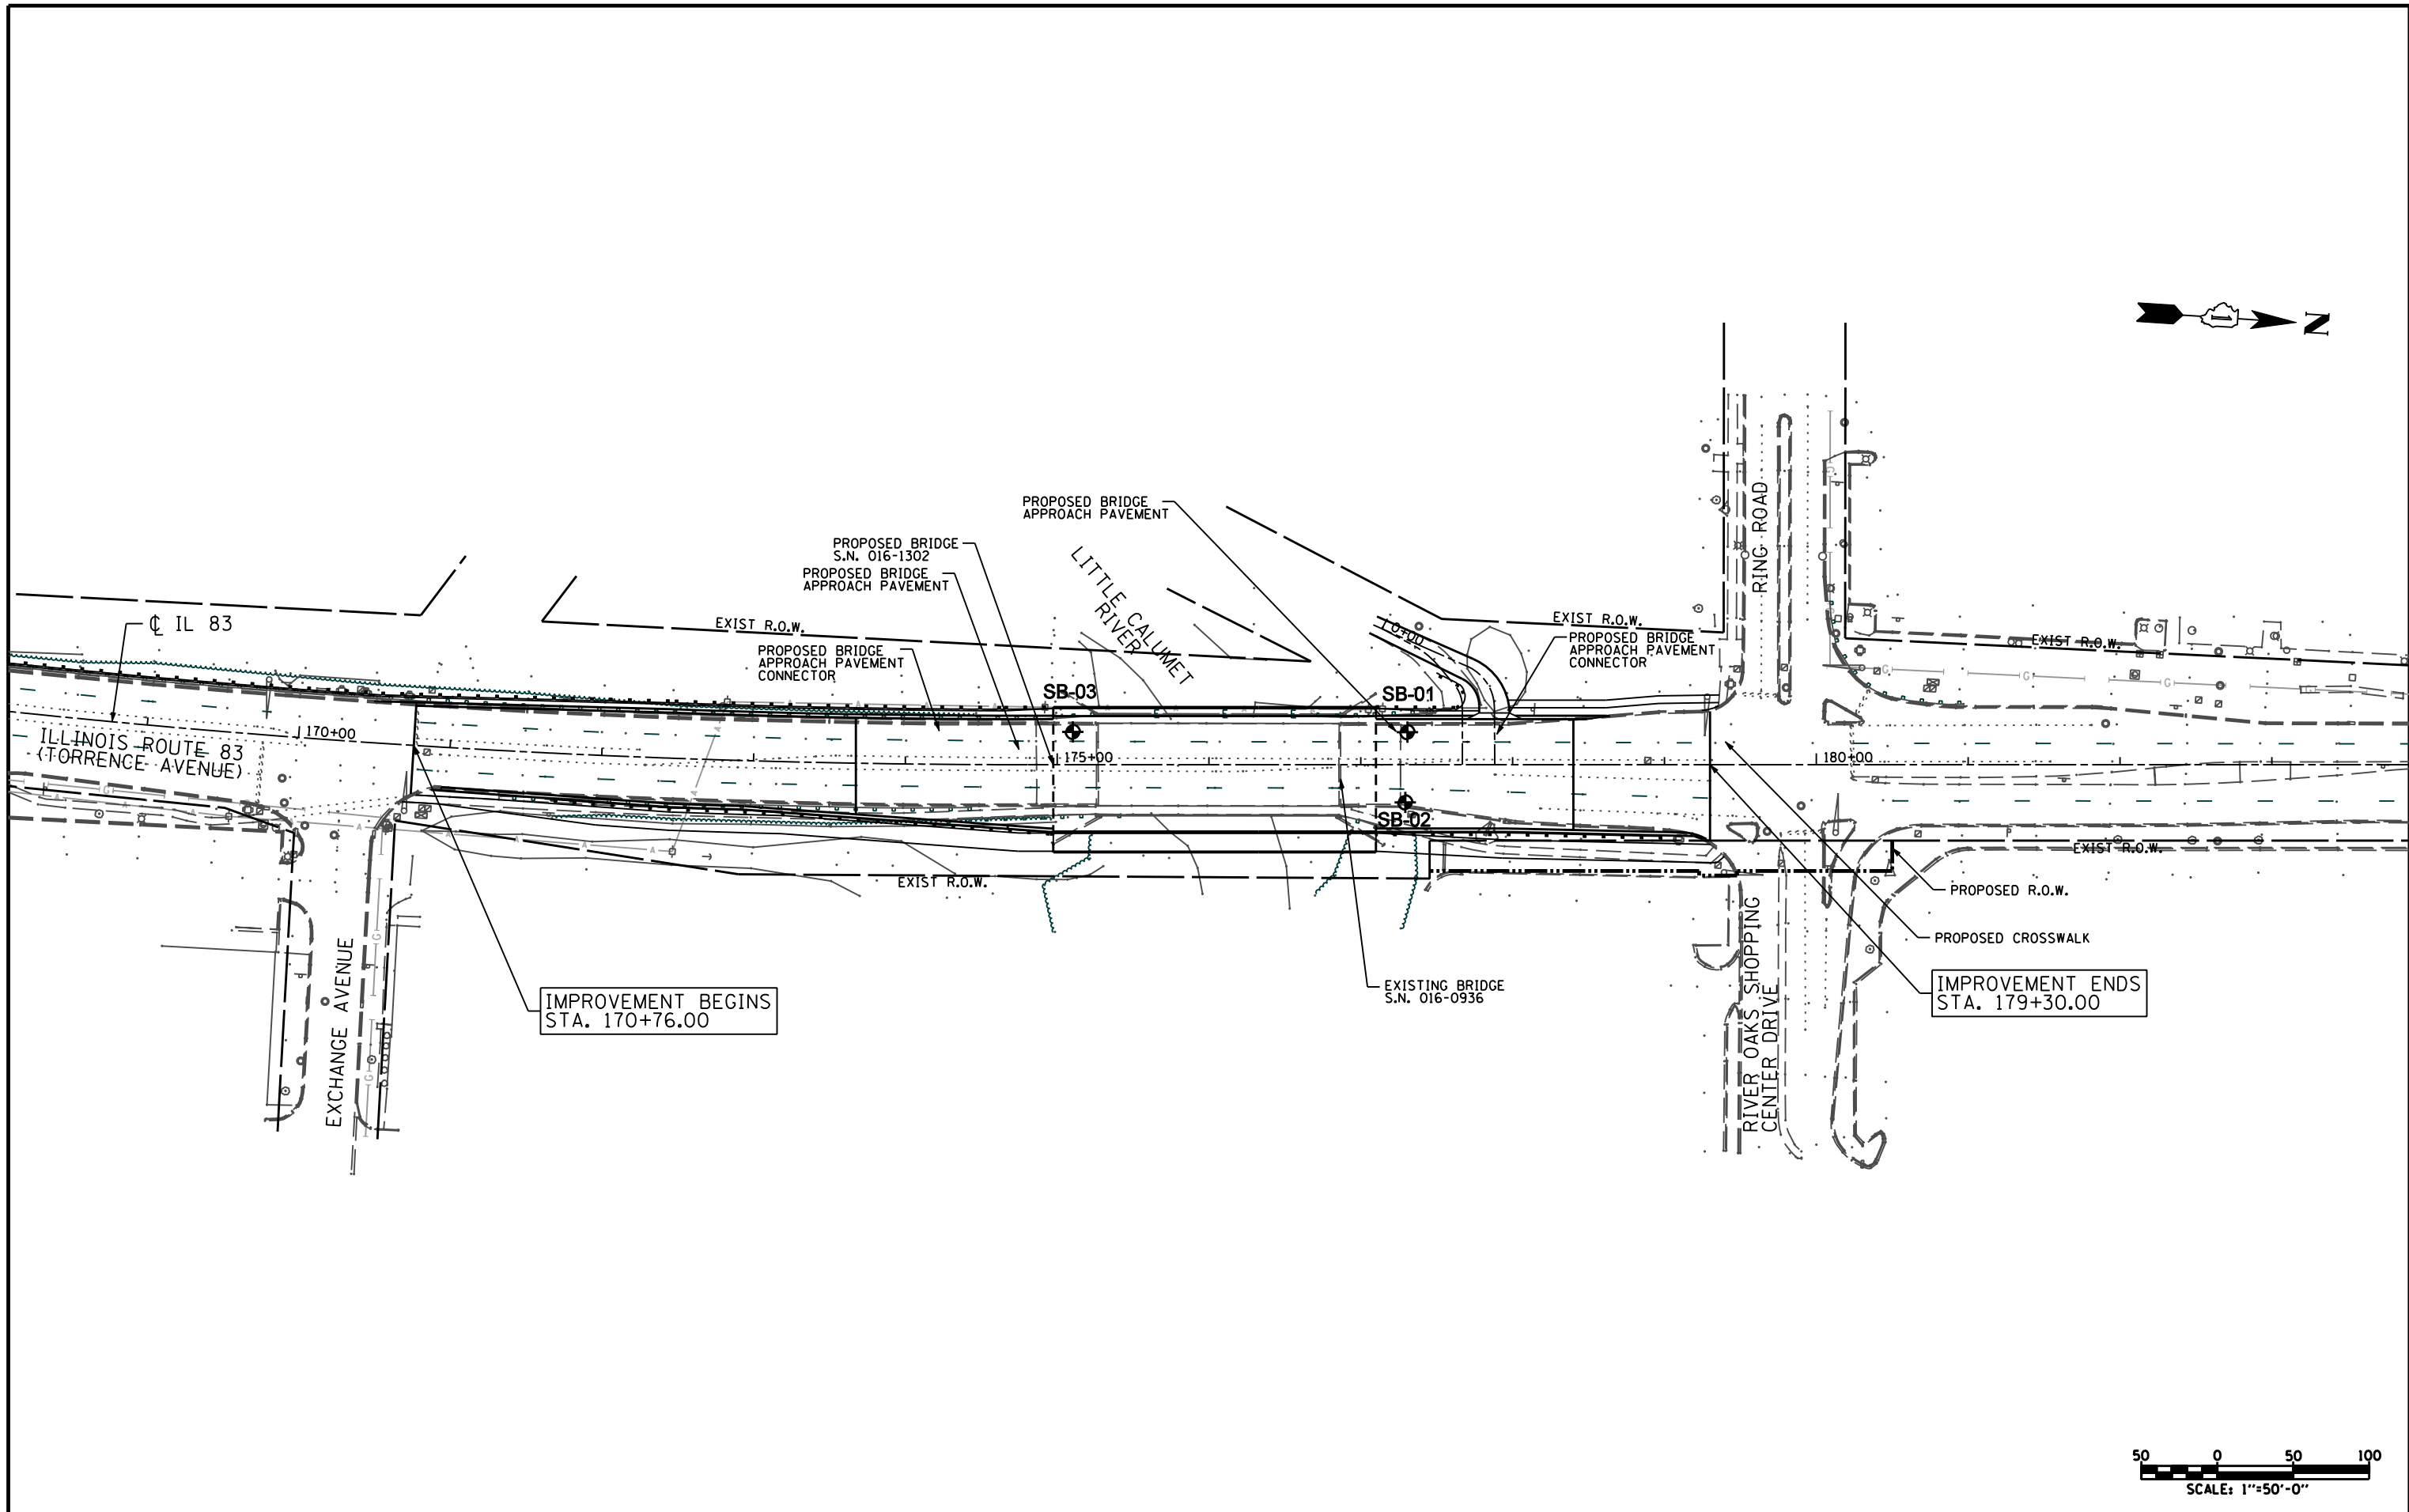 N
PROPOSED BRIDGE
APPROACH PAVEMENT
PROPOSED BRIDGE
S.N. 016-1302
PROPOSED BRIDGE
APPROACH PAVEMENT
LITTLE CALUMET
RIVER
RING ROAD
℄ IL 83
EXIST R.O.W.
EXIST R.O.W.
10+00
PROPOSED BRIDGE
APPROACH PAVEMENT
CONNECTOR
PROPOSED BRIDGE
APPROACH PAVEMENT
CONNECTOR
EXIST R.O.W.
SB-03
SB-01
170+00
ILLINOIS ROUTE 83
(TORRENCE AVENUE)
175+00
180+00
SB-02
EXIST R.O.W.
EXIST R.O.W.
PROPOSED R.O.W.
PROPOSED CROSSWALK
EXCHANGE AVENUE
IMPROVEMENT BEGINS
STA. 170+76.00
EXISTING BRIDGE
S.N. 016-0936
RIVER OAKS SHOPPING
CENTER DRIVE
IMPROVEMENT ENDS
STA. 179+30.00
50 0 50 100
SCALE: 1"=50'-0"